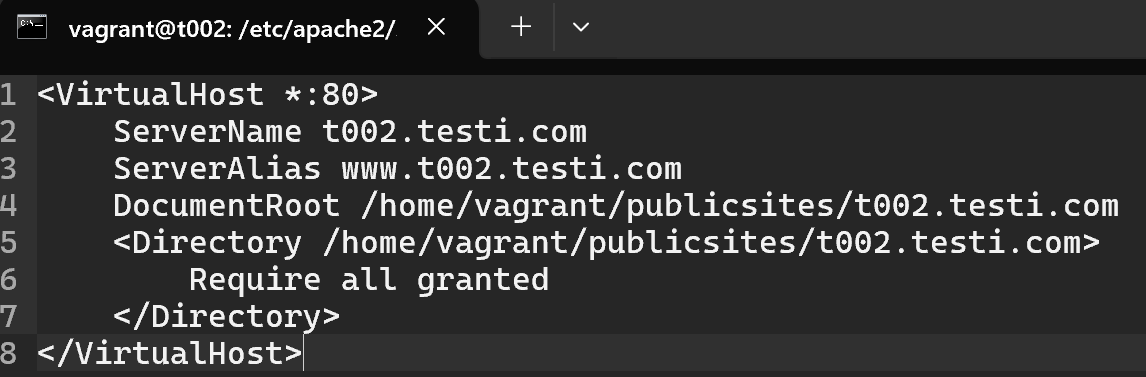 vagrant@t002: /etc/apache2/
1 <VirtualHost *:80>
2     ServerName t002.testi.com
3     ServerAlias www.t002.testi.com
4     DocumentRoot /home/vagrant/publicsites/t002.testi.com
5     <Directory /home/vagrant/publicsites/t002.testi.com>
6         Require all granted
7     </Directory>
8 </VirtualHost>